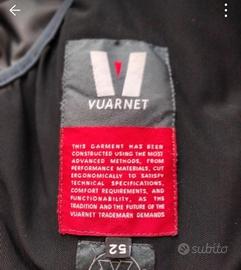 VUARNET
THIS GARMENT HAS BEEN
CONSTRUCTED USING THE MOST
ADVANCED METHODS, FROM
PERFORMANCE MATERIALS, CUT
ERGONOMICALLY TO SATISFY
TECHNICAL SPECIFICATIONS,
COMFORT REQUIREMENTS, AND
FUNCTIONABILITY, AS THE
TRADITION AND THE FUTURE OF THE
VUARNET TRADEMARK DEMANDS
52
subito